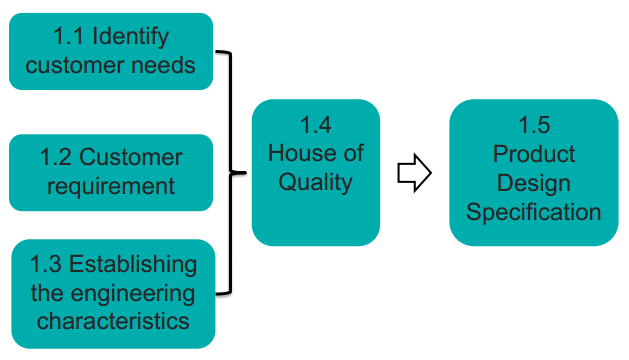 1.1 Identify
customer needs
1.2 Customer
requirement
1.3 Establishing
the engineering
characteristics
1.4
House of
Quality
1.5
Product
Design
Specification